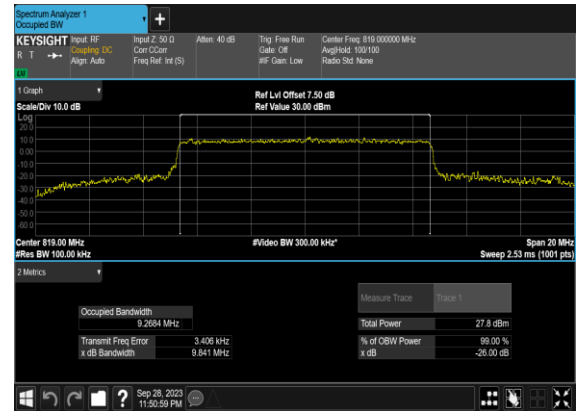 Spectrum Analyzer 1
Occupied BW
KEYSIGHT
R T
Input: RF
Coupling: DC
Align: Auto
Input Z: 50 Ω
Corr CCorr
Freq Ref: Int (S)
Atten: 40 dB
Trig: Free Run
Gate: Off
#IF Gain: Low
Center Freq: 819.000000 MHz
Avg|Hold: 100/100
Radio Std: None
1 Graph
Scale/Div 10.0 dB
Ref Lvl Offset 7.50 dB
Ref Value 30.00 dBm
Log
20.0
10.0
0.00
-10.0
-20.0
-30.0
-40.0
-50.0
-60.0
Center 819.00 MHz
#Res BW 100.00 kHz
#Video BW 300.00 kHz*
Span 20 MHz
Sweep 2.53 ms (1001 pts)
2 Metrics
Measure Trace Trace 1
Occupied Bandwidth
9.2684 MHz
Total Power 27.8 dBm
Transmit Freq Error 3.406 kHz
% of OBW Power 99.00 %
x dB Bandwidth 9.841 MHz
x dB -26.00 dB
?
Sep 28, 2023
11:50:59 PM